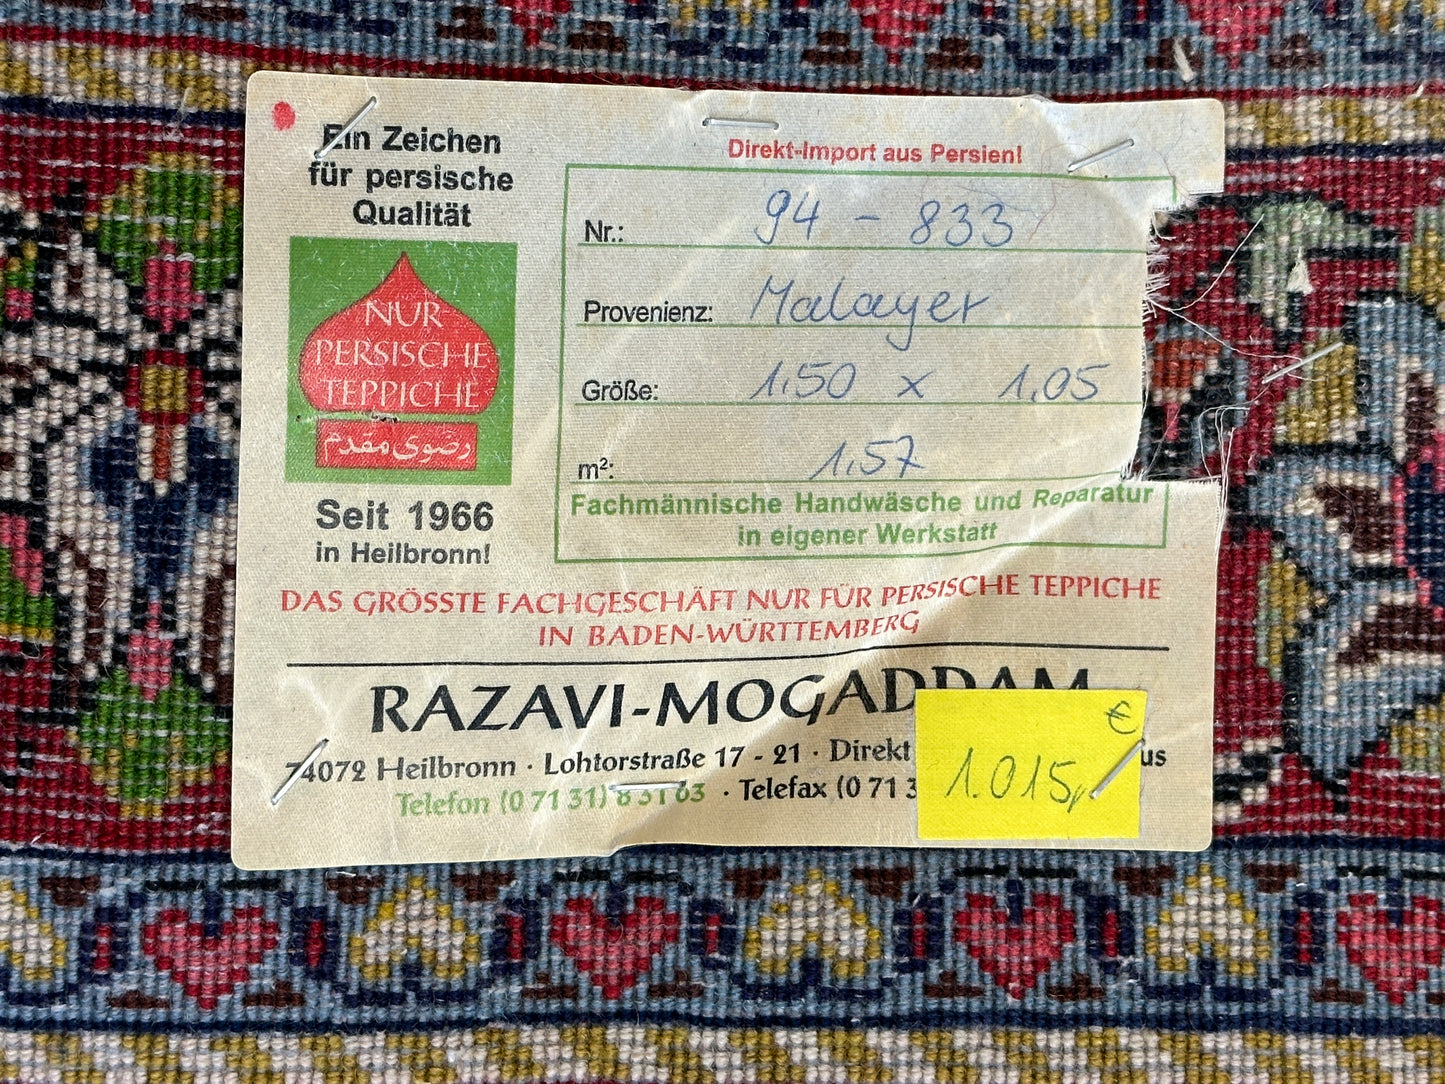 Ein Zeichen
für persische
Qualität
NUR
PERSISCHE
TEPPICHE
رضوی مقدم
Seit 1966
in Heilbronn!
Direkt-Import aus Persien!
Nr.: 94 - 833
Provenienz: Malayer
Größe: 1.50 x 1.05
m²: 1.57
Fachmännische Handwäsche und Reparatur
in eigener Werkstatt
DAS GRÖSSTE FACHGESCHÄFT NUR FÜR PERSISCHE TEPPICHE
IN BADEN-WÜRTTEMBERG
RAZAVI-MOGADDAM
74072 Heilbronn · Lohtorstraße 17 - 21 · Direkt
Telefon (0 71 31) 8 31 63 · Telefax (0 71 3
€
1.015,